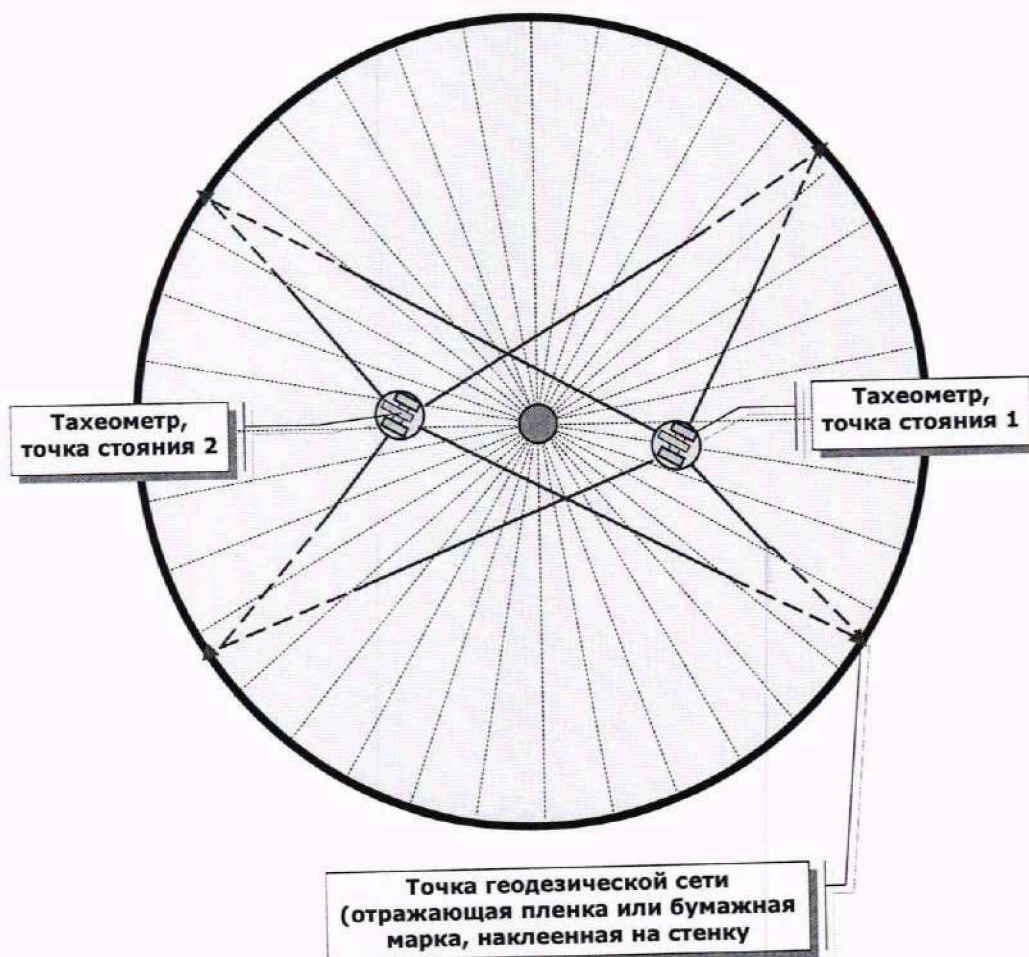 Тахеометр,
точка стояния 2
Тахеометр,
точка стояния 1
Точка геодезической сети
(отражающая пленка или бумажная
марка, наклеенная на стенку